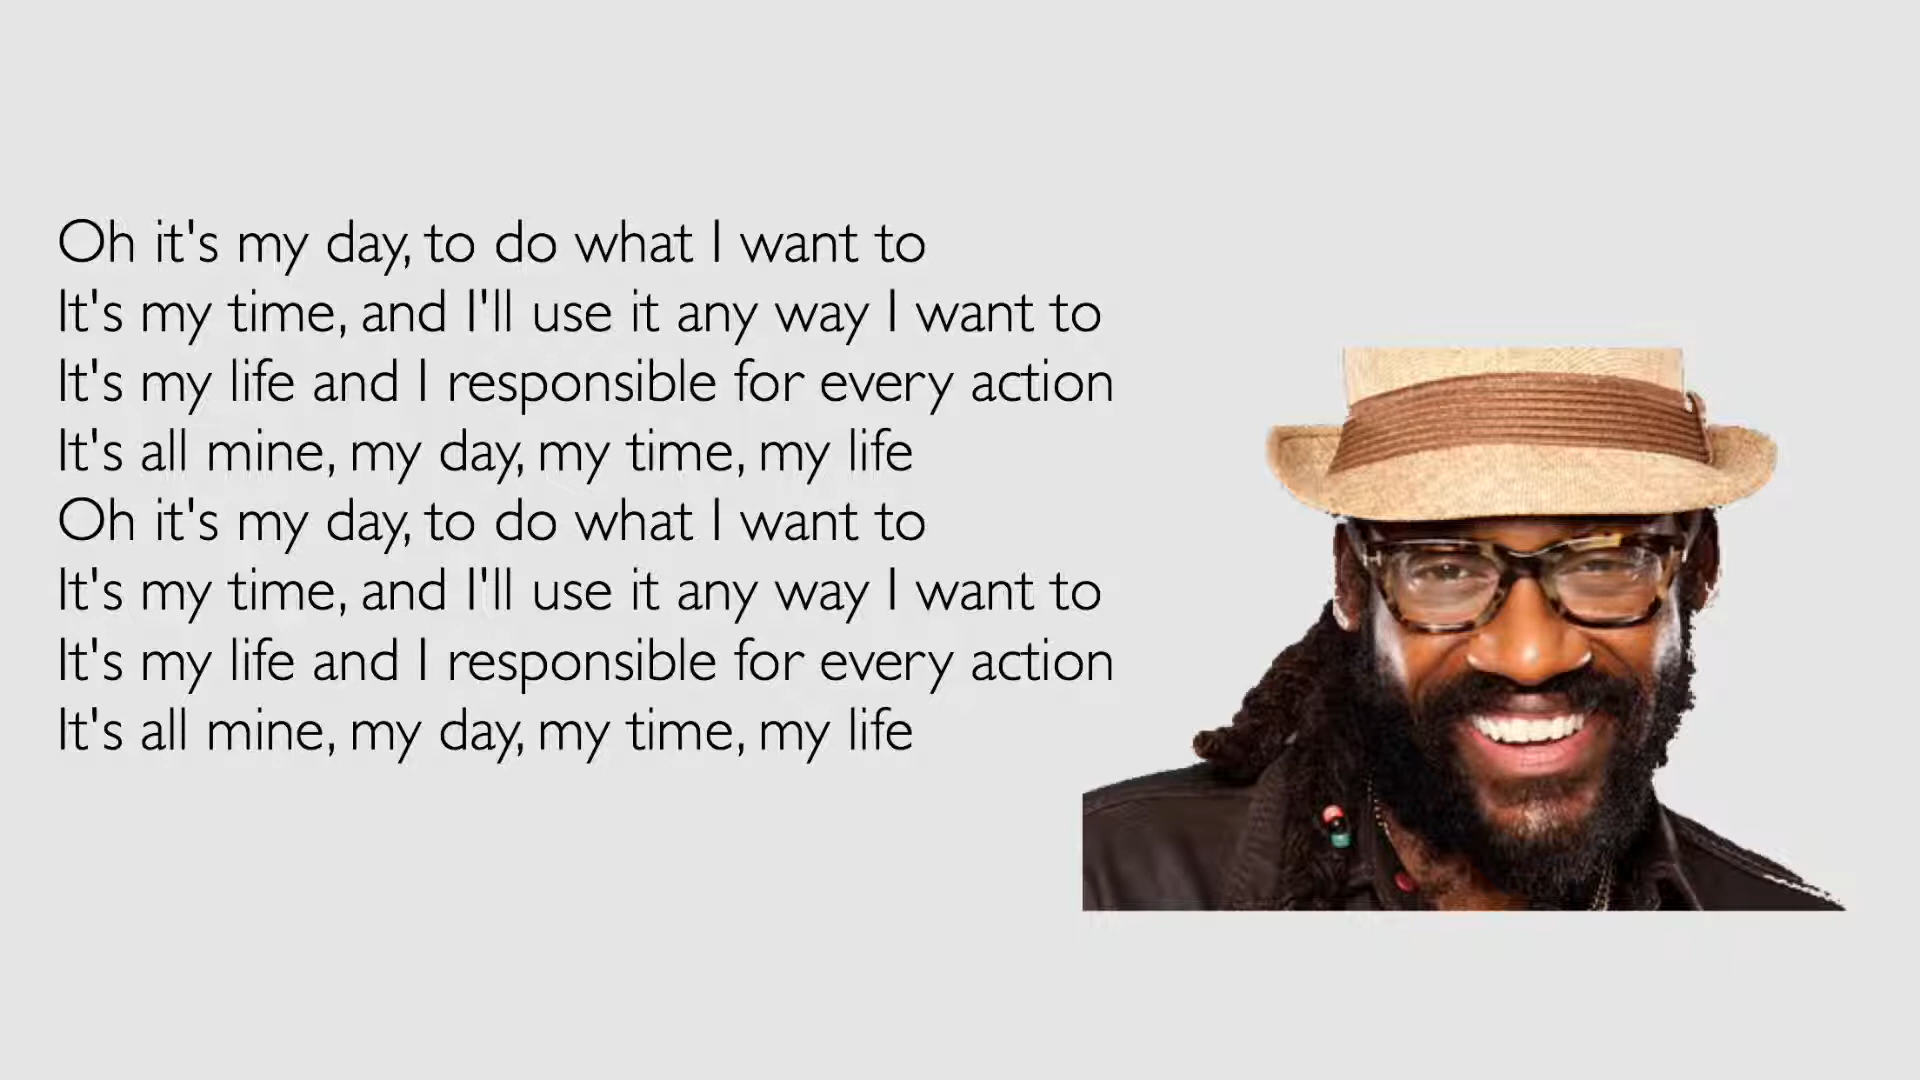 Oh it's my day, to do what I want to
It's my time, and I'll use it any way I want to
It's my life and I responsible for every action
It's all mine, my day, my time, my life
Oh it's my day, to do what I want to
It's my time, and I'll use it any way I want to
It's my life and I responsible for every action
It's all mine, my day, my time, my life